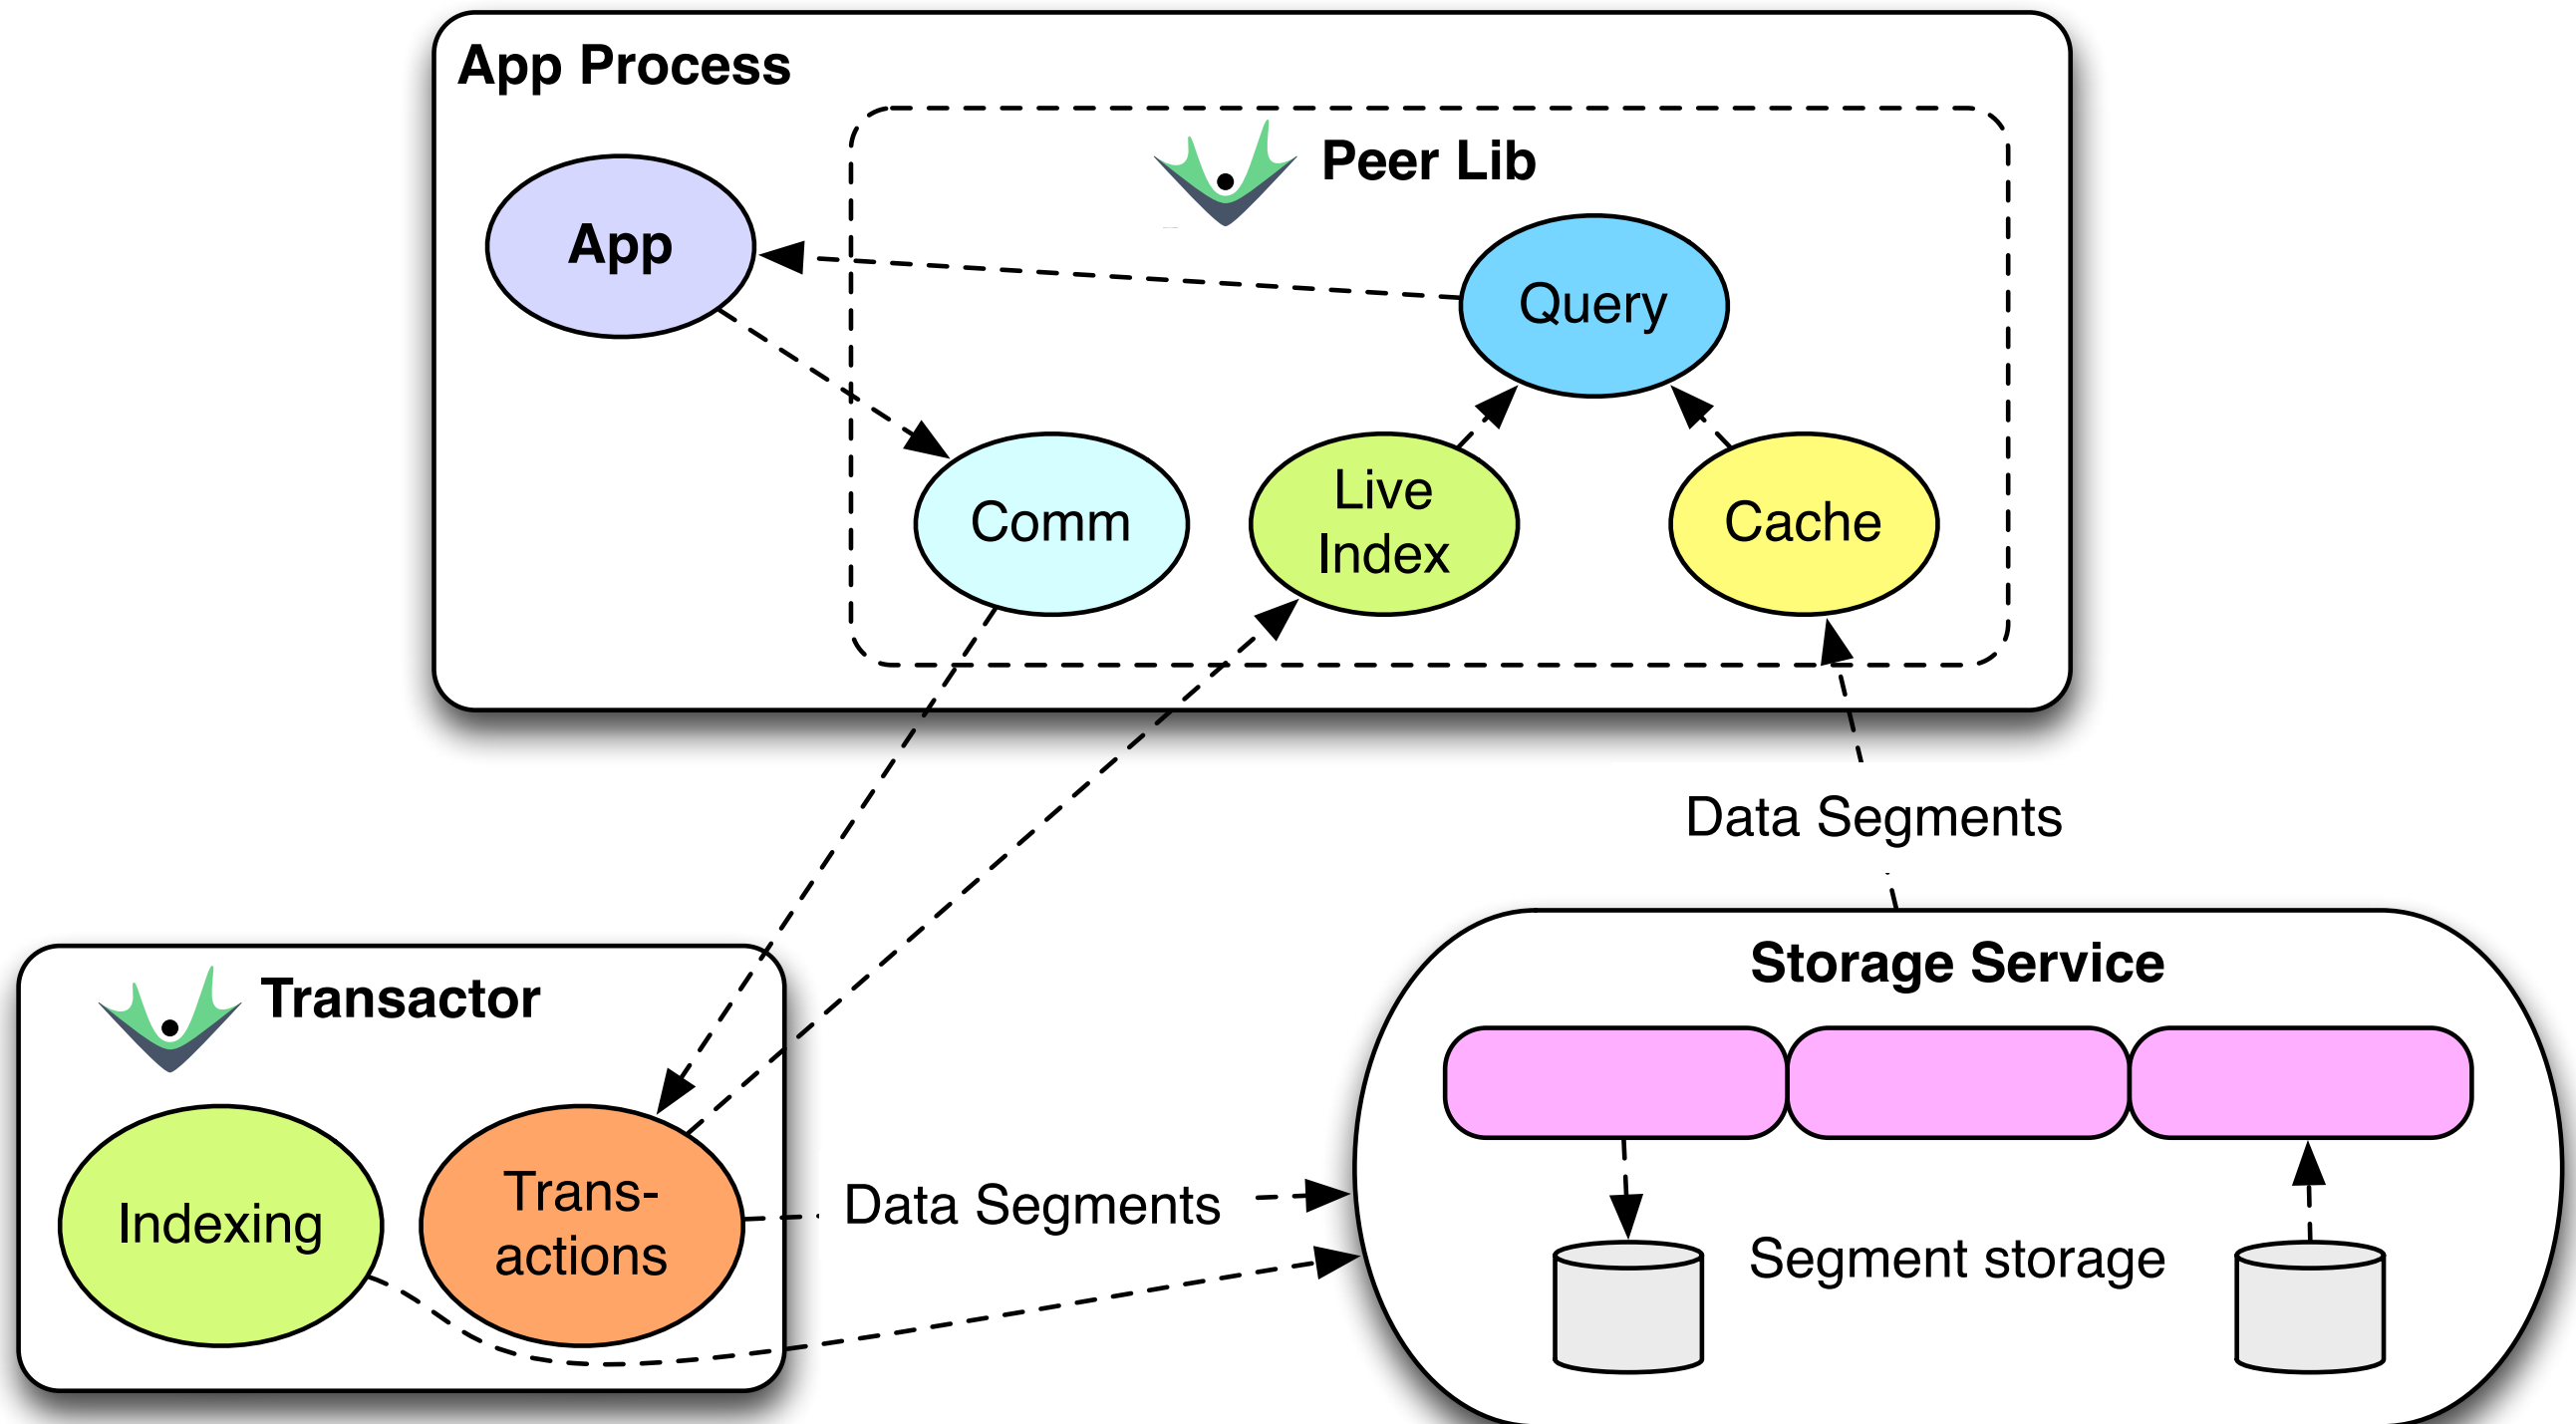 App Process
Peer Lib
App
Query
Comm
Live
Index
Cache
Data Segments
Transactor
Indexing
Trans-
actions
Data Segments
Storage Service
Segment storage